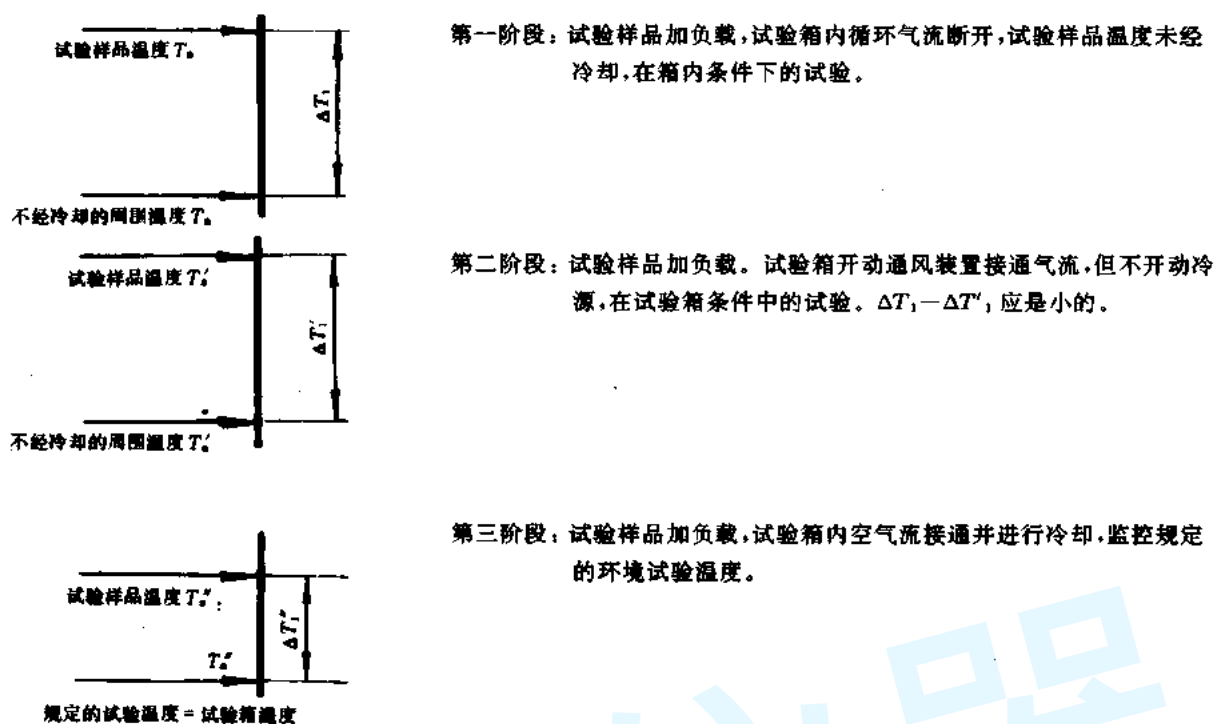 第一阶段：试验样品加负载，试验箱内循环气流断开，试验样品温度未经
冷却，在箱内条件下的试验。
试验样品温度 Tₛ
ΔT₁
不经冷却的周围温度 Tₐ
第二阶段：试验样品加负载。试验箱开动通风装置接通气流，但不开动冷
源，在试验箱条件中的试验。ΔT₁－ΔT′₁ 应是小的。
试验样品温度 Tₛ′
ΔT₁′
不经冷却的周围温度 Tₐ′
第三阶段：试验样品加负载，试验箱内空气流接通并进行冷却，监控规定
的环境试验温度。
试验样品温度 Tₛ″
ΔT₁″
Tₐ″
规定的试验温度＝试验箱温度